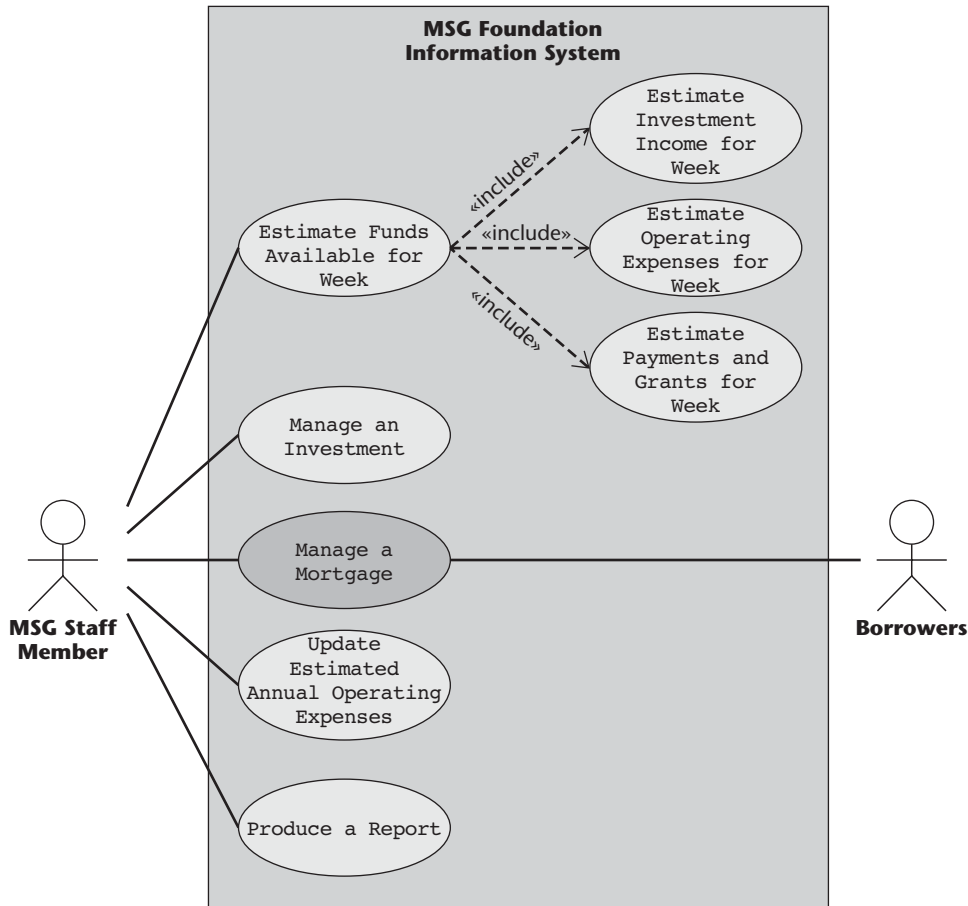 MSG Foundation
Information System
Estimate
Investment
Income for
Week
«include»
Estimate Funds
Available for
Week
«include»
Estimate
Operating
Expenses for
Week
«include»
Estimate
Payments and
Grants for
Week
Manage an
Investment
Manage a
Mortgage
MSG Staff
Member
Borrowers
Update
Estimated
Annual Operating
Expenses
Produce a Report